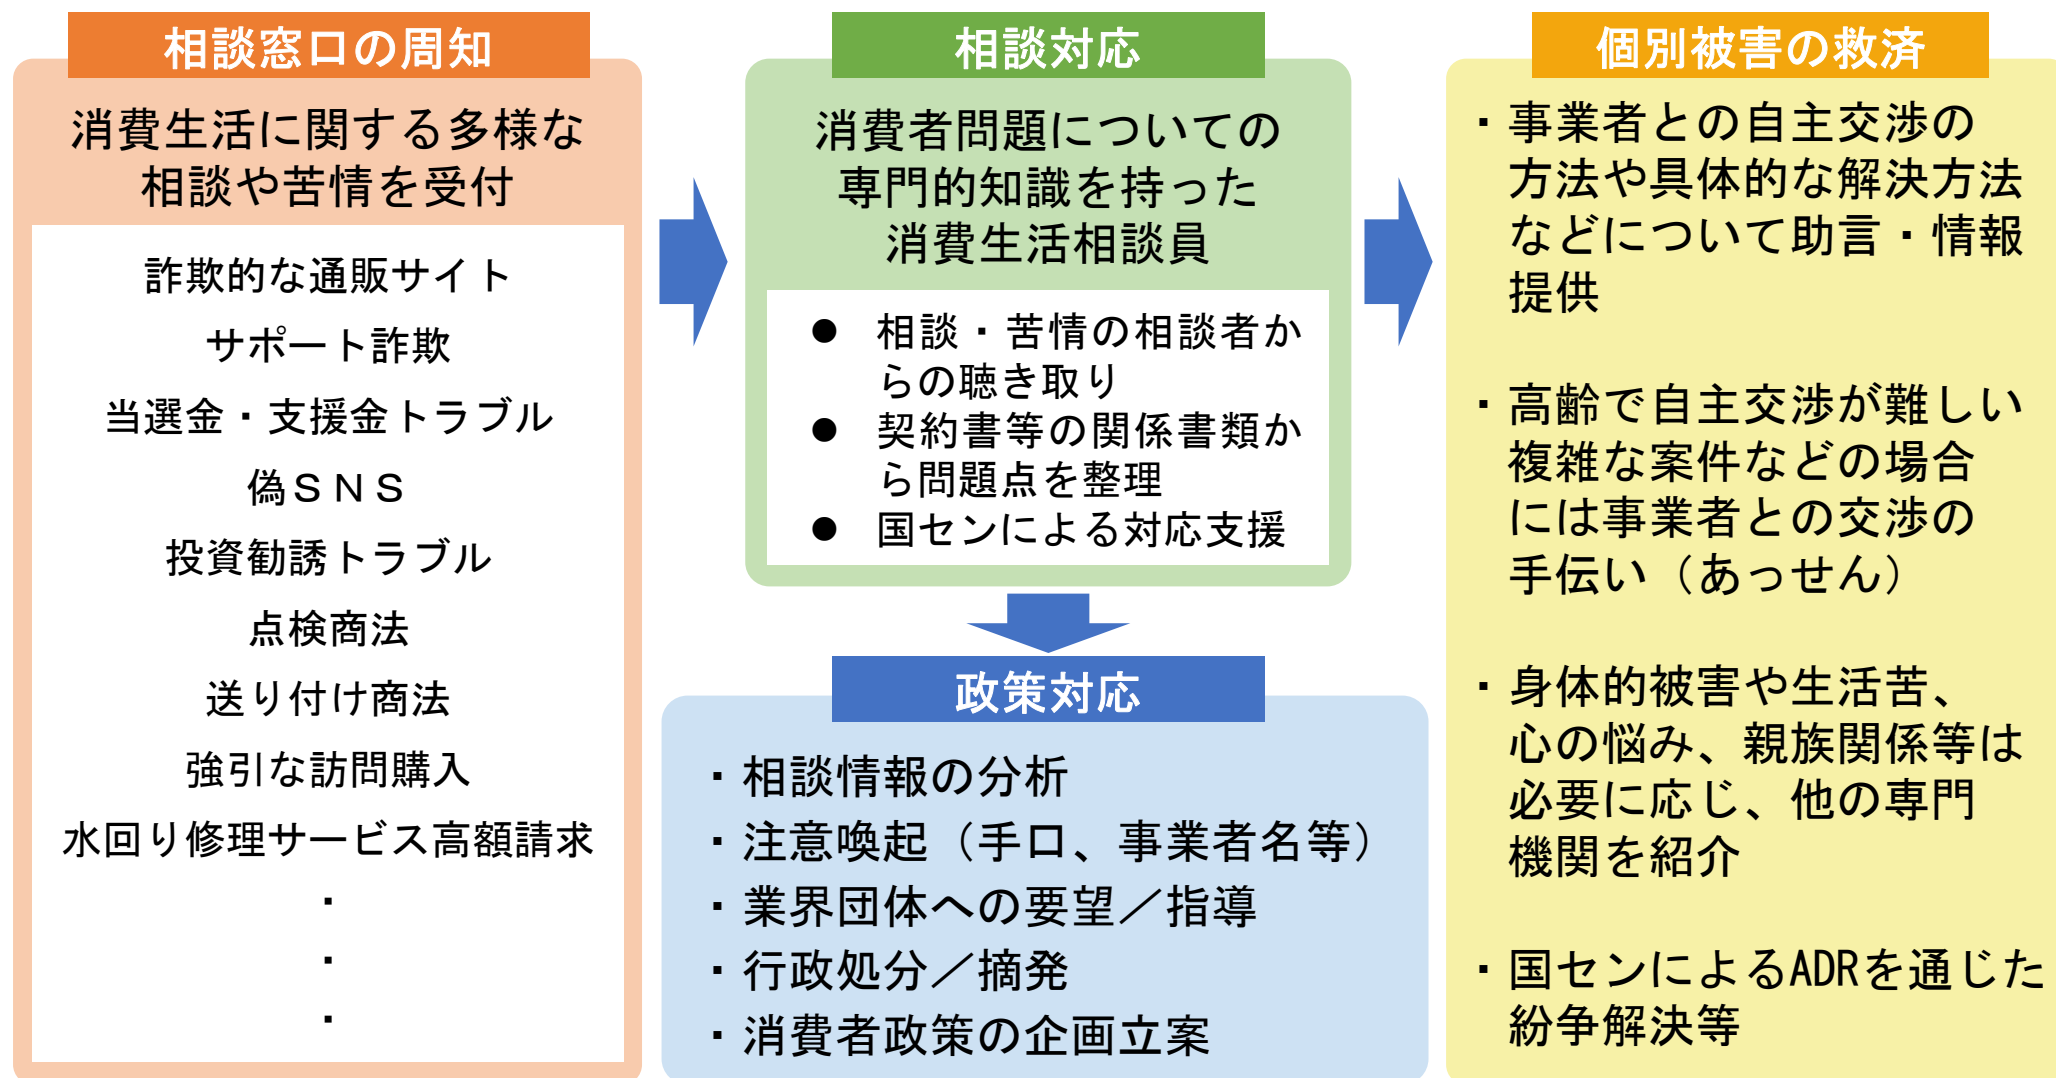 相談窓口の周知
消費生活に関する多様な
相談や苦情を受付
詐欺的な通販サイト
サポート詐欺
当選金・支援金トラブル
偽ＳＮＳ
投資勧誘トラブル
点検商法
送り付け商法
強引な訪問購入
水回り修理サービス高額請求
・
・
・
相談対応
消費者問題についての
専門的知識を持った
消費生活相談員
● 相談・苦情の相談者か
らの聴き取り
● 契約書等の関係書類か
ら問題点を整理
● 国センによる対応支援
政策対応
・相談情報の分析
・注意喚起（手口、事業者名等）
・業界団体への要望／指導
・行政処分／摘発
・消費者政策の企画立案
個別被害の救済
・事業者との自主交渉の
方法や具体的な解決方法
などについて助言・情報
提供
・高齢で自主交渉が難しい
複雑な案件などの場合
には事業者との交渉の
手伝い（あっせん）
・身体的被害や生活苦、
心の悩み、親族関係等は
必要に応じ、他の専門
機関を紹介
・国センによるADRを通じた
紛争解決等